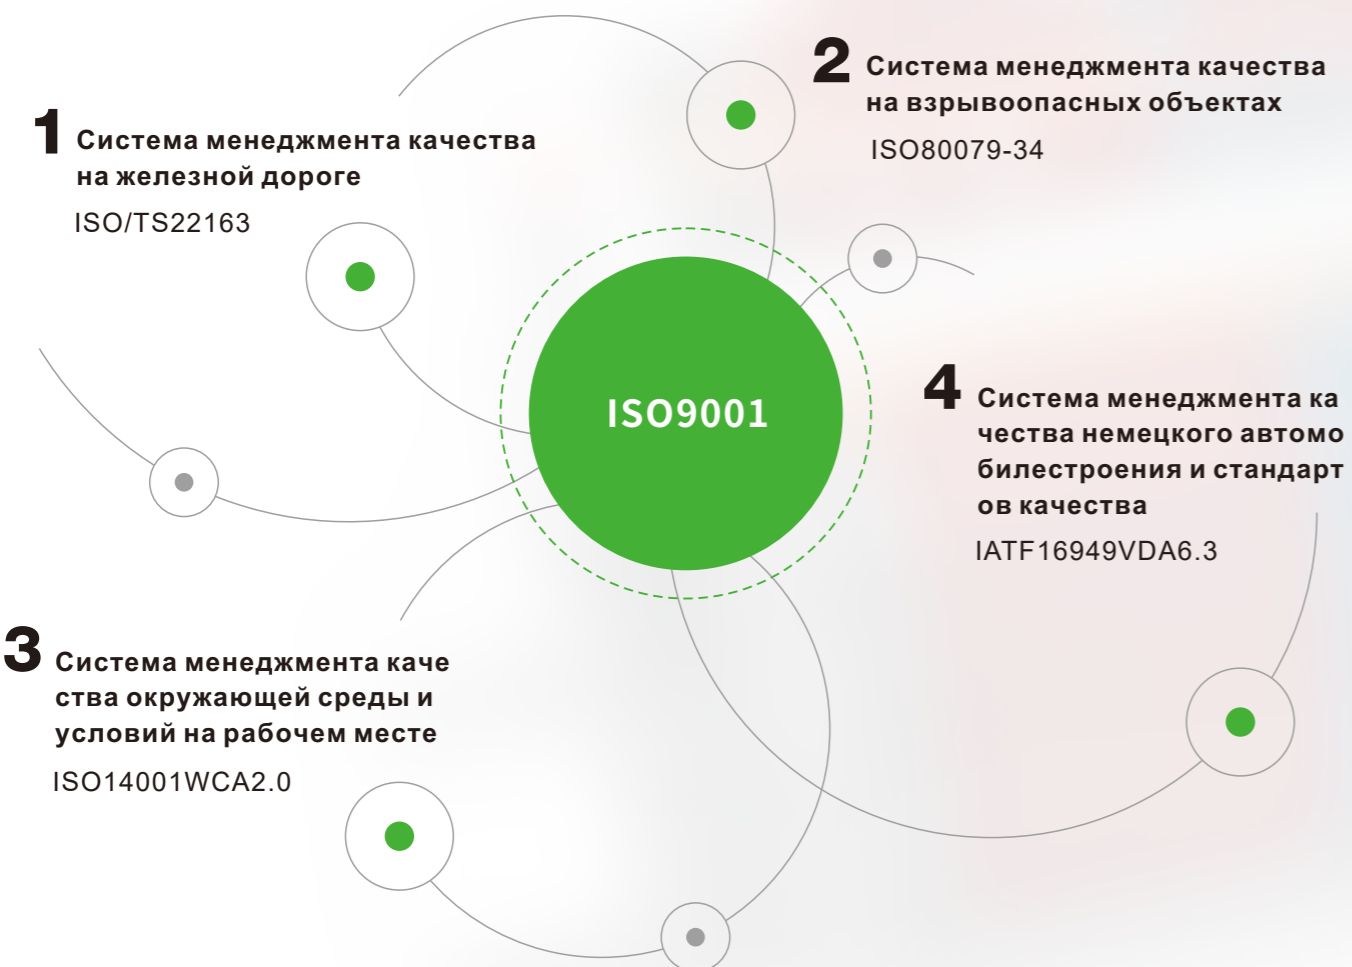 1 Система менеджмента качества
на железной дороге
ISO/TS22163
2 Система менеджмента качества
на взрывоопасных объектах
ISO80079-34
ISO9001
3 Система менеджмента каче
ства окружающей среды и
условий на рабочем месте
ISO14001WCA2.0
4 Система менеджмента ка
чества немецкого автомо
билестроения и стандарт
ов качества
IATF16949VDA6.3